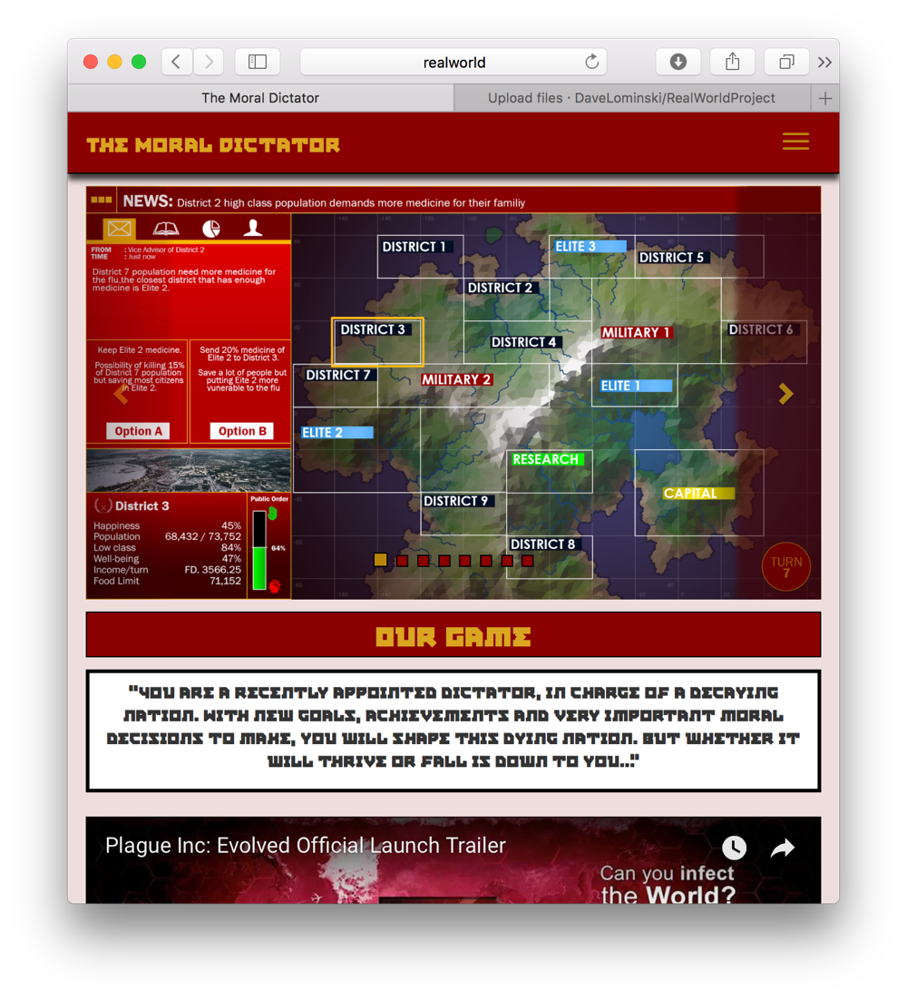 realworld
The Moral Dictator
Upload files · DaveLominski/RealWorldProject
THE MORAL DICTATOR
NEWS: District 2 high class population demands more medicine for their familiy
FROM : Vice Advisor of District 2
TIME : Just now
District 7 population need more medicine for
the flu,the closest district that has enough
medicine is Elite 2.
Keep Elite 2 medicine.
Possibility of killing 15%
of District 7 population
but saving most citizens
in Elite 2.
Option A
Send 20% medicine of
Elite 2 to District 3.
Save a lot of people but
putting Eite 2 more
vunerable to the flu
Option B
District 3
Happiness 45%
Population 68,432 / 73,752
Low class 84%
Well-being 47%
Income/turn FD. 3566.25
Food Limit 71,152
Public Order
64%
DISTRICT 1
ELITE 3
DISTRICT 5
DISTRICT 2
DISTRICT 3
DISTRICT 4
MILITARY 1
DISTRICT 6
DISTRICT 7
MILITARY 2
ELITE 1
ELITE 2
RESEARCH
CAPITAL
DISTRICT 9
DISTRICT 8
TURN
7
OUR GAME
"YOU ARE A RECENTLY APPOINTED DICTATOR, IN CHARGE OF A DECAYING
NATION. WITH NEW GOALS, ACHIEVEMENTS AND VERY IMPORTANT MORAL
DECISIONS TO MAKE, YOU WILL SHAPE THIS DYING NATION. BUT WHETHER IT
WILL THRIVE OR FALL IS DOWN TO YOU..."
Plague Inc: Evolved Official Launch Trailer
Can you infect
the World?